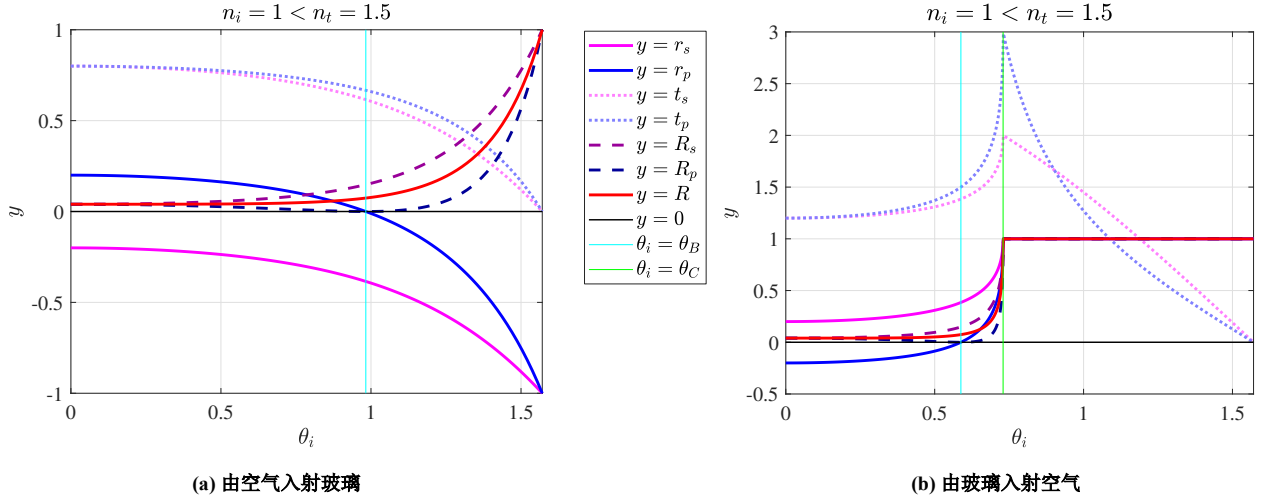 n_i = 1 < n_t = 1.5
1
0.5
0
-0.5
-1
0
0.5
1
1.5
y
θ_i
(a) 由空气入射玻璃
y = r_s
y = r_p
y = t_s
y = t_p
y = R_s
y = R_p
y = R
y = 0
θ_i = θ_B
θ_i = θ_C
n_i = 1 < n_t = 1.5
3
2.5
2
1.5
1
0.5
0
-0.5
0
0.5
1
1.5
y
θ_i
(b) 由玻璃入射空气